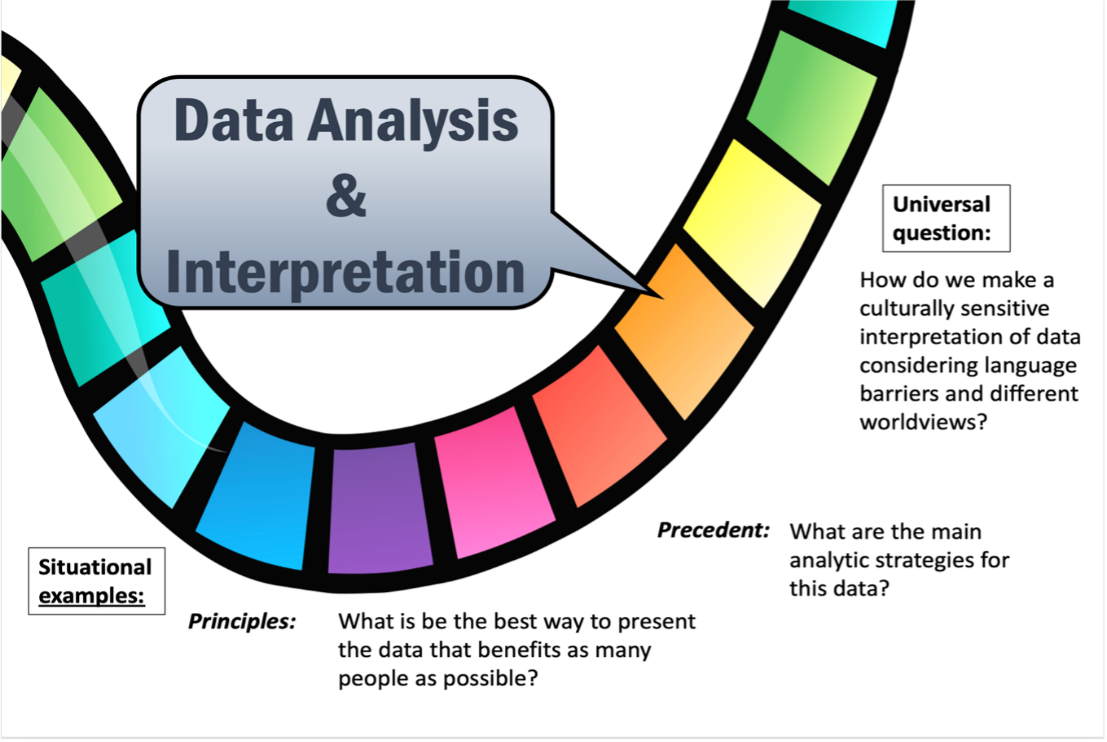 Data Analysis
&
Interpretation
Universal
question:
How do we make a
culturally sensitive
interpretation of data
considering language
barriers and different
worldviews?
Precedent:
What are the main
analytic strategies for
this data?
Situational
examples:
Principles:
What is be the best way to present
the data that benefits as many
people as possible?